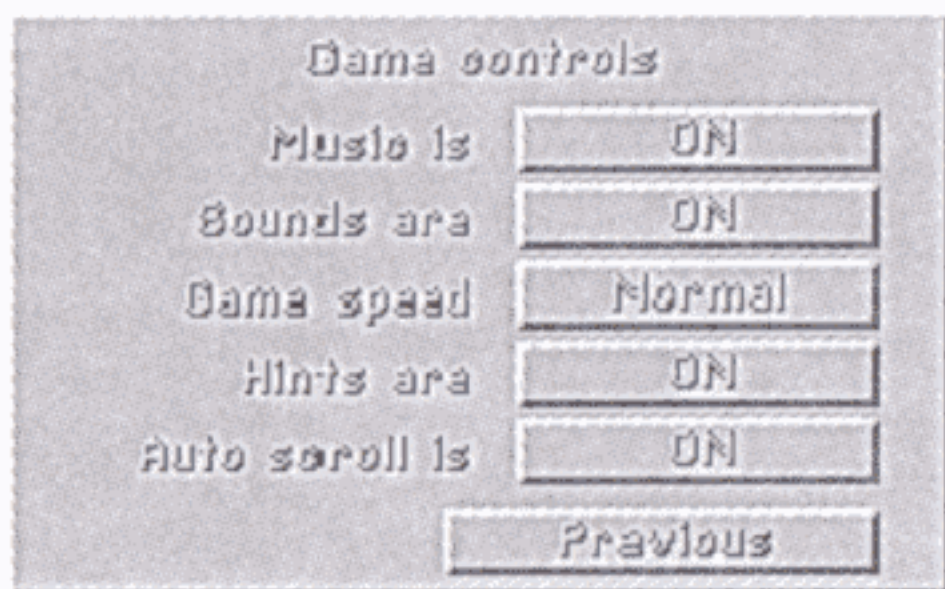 Game controls
Music is ON
Sounds are ON
Game speed Normal
Hints are ON
Auto scroll is ON
Previous